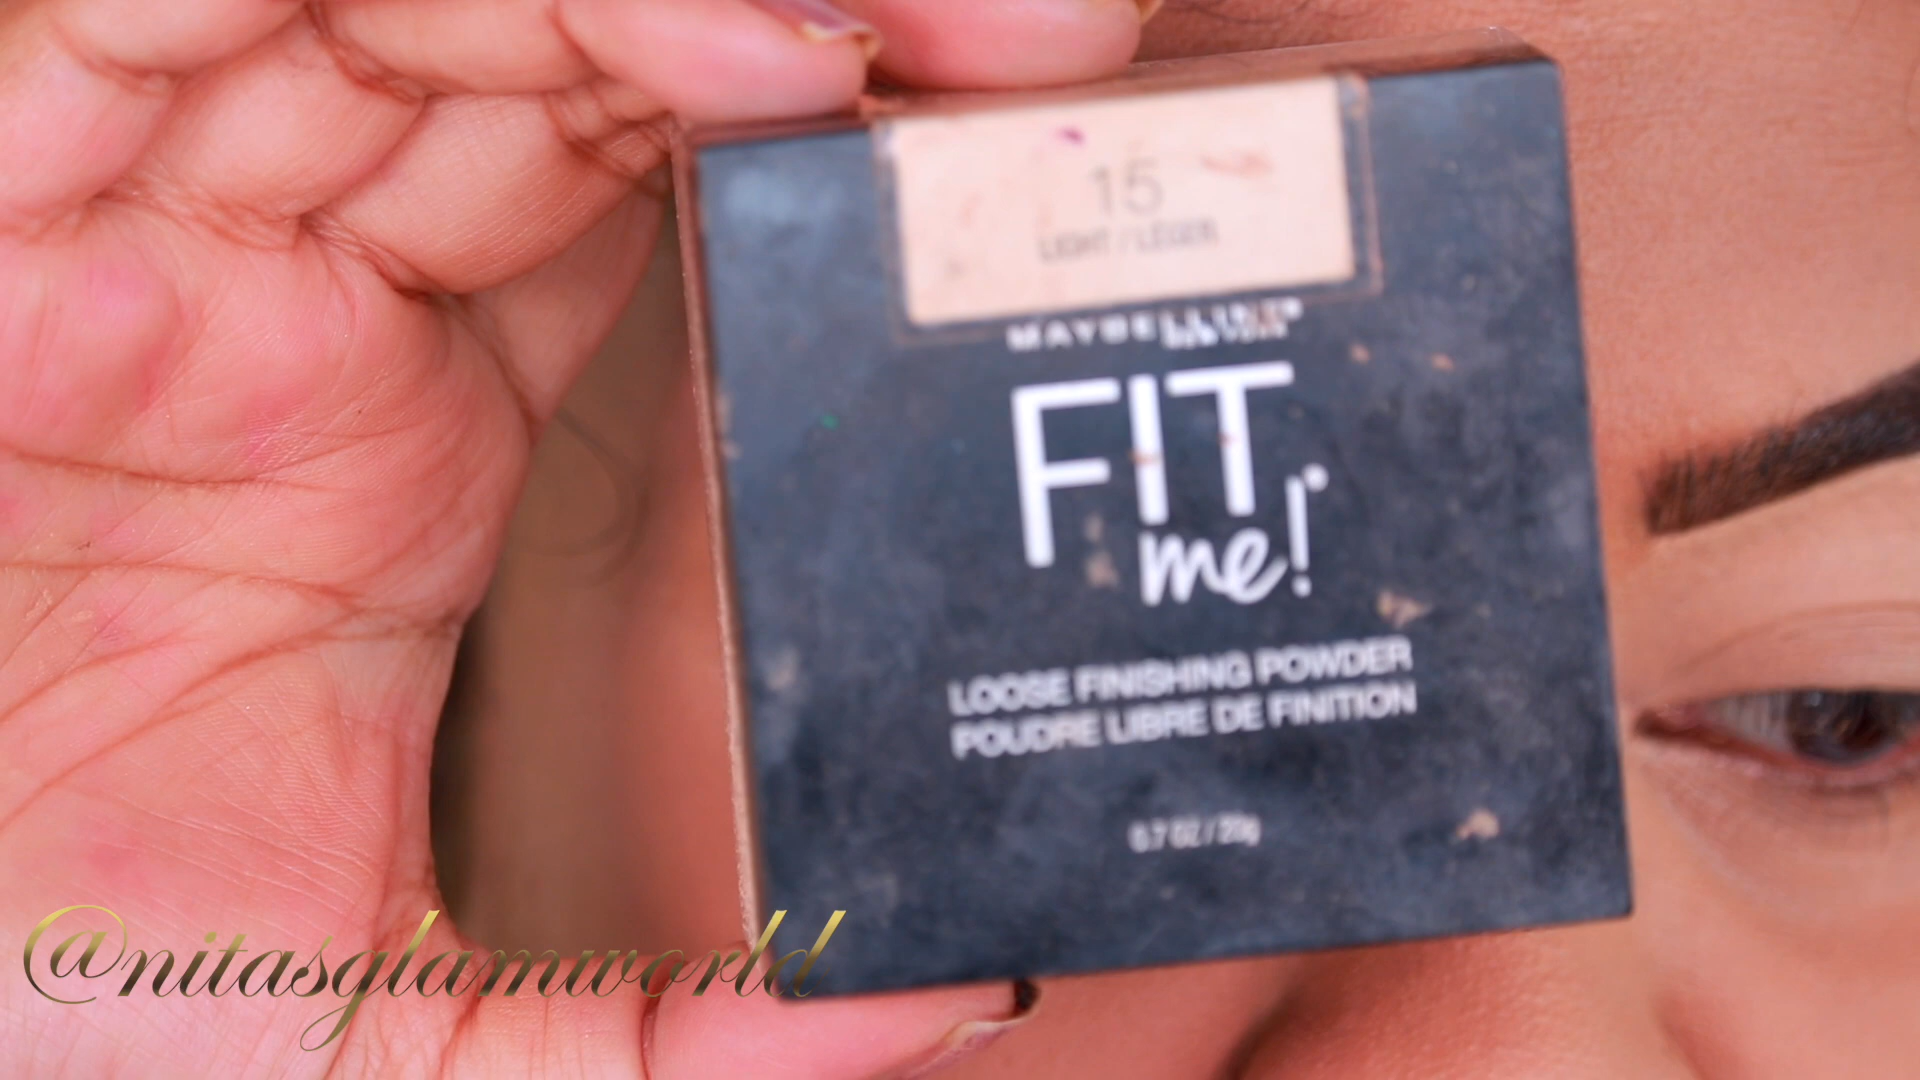 15
LIGHT / LÉGER
MAYBELLINE
FIT
me!
LOOSE FINISHING POWDER
POUDRE LIBRE DE FINITION
0.7 OZ / 20g
@nitasglamworld